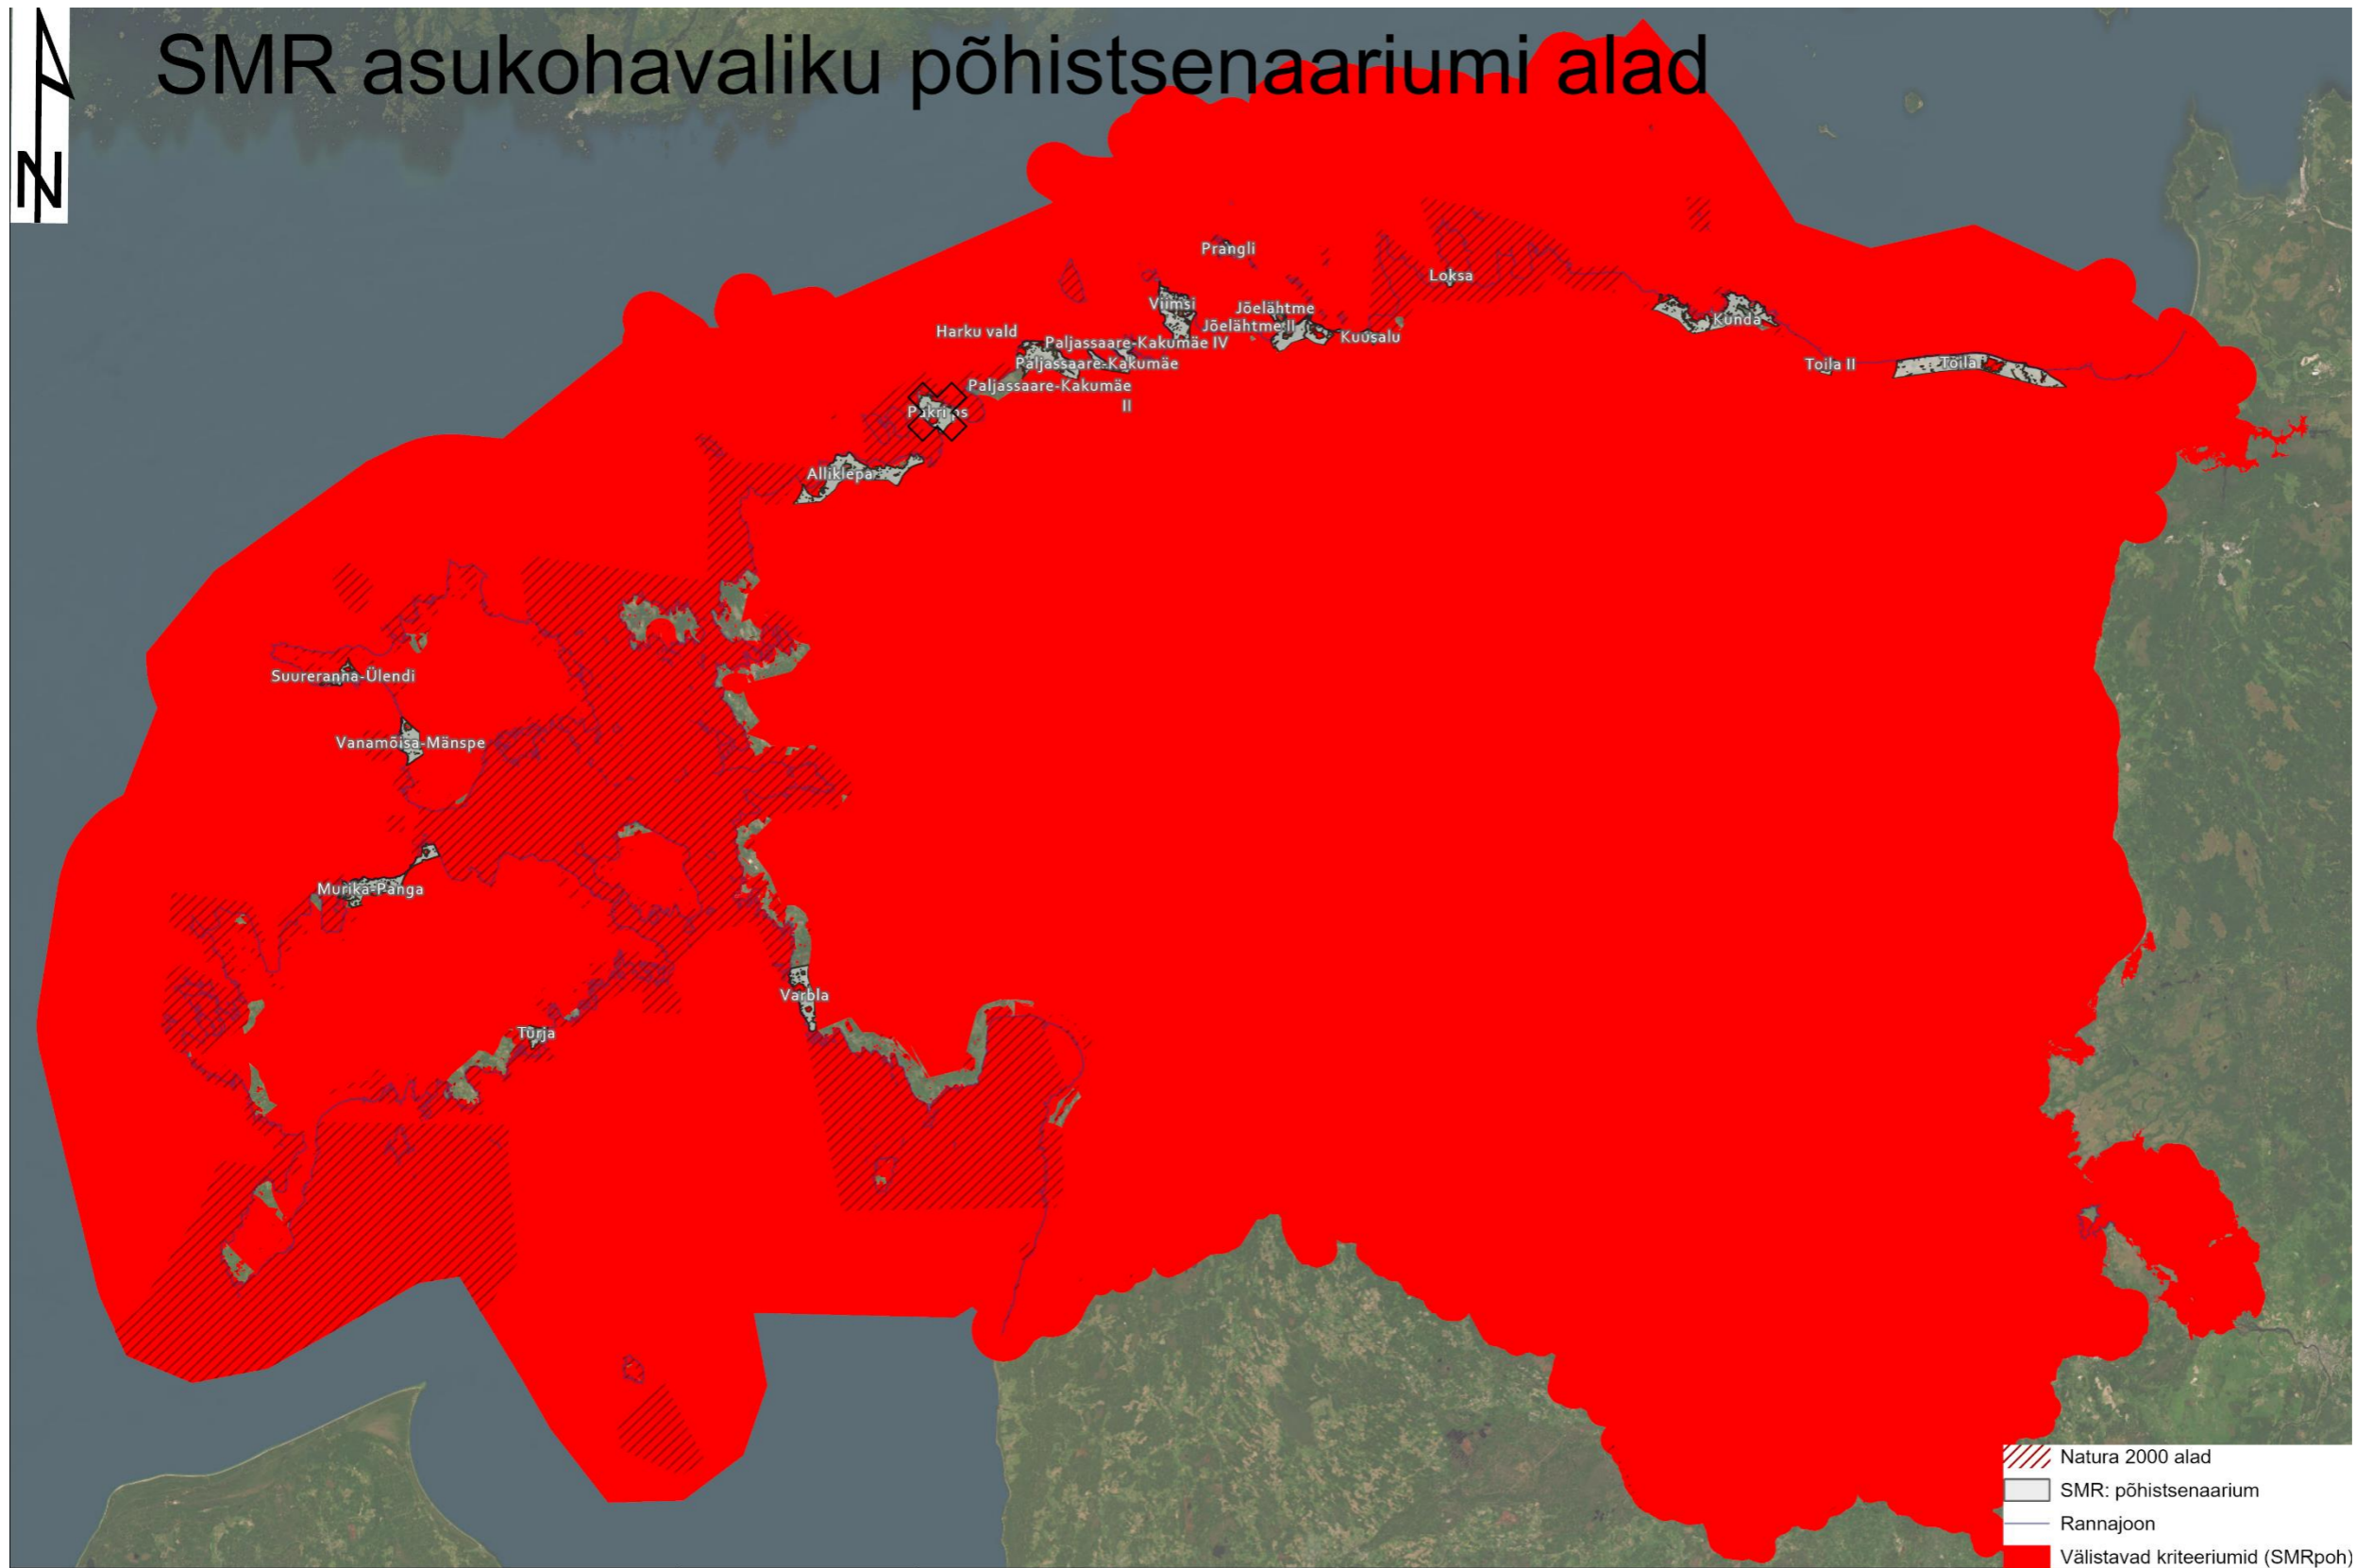 SMR asukohavaliku põhistsenaariumi alad
N
Prangli
Loksa
Viimsi
Jõelähtme
Kunda
Jõelähtme II
Harku vald
Kuusalu
Paljassaare-Kakumäe IV
Paljassaare-Kakumäe
Toila II
Toila
Paljassaare-Kakumäe
II
Alliklepa
Suureranna-Ülendi
Vanamõisa-Mänspe
Murika-Panga
Varbla
Turja
Natura 2000 alad
SMR: põhistsenaarium
Rannajoon
Välistavad kriteeriumid (SMRpoh)